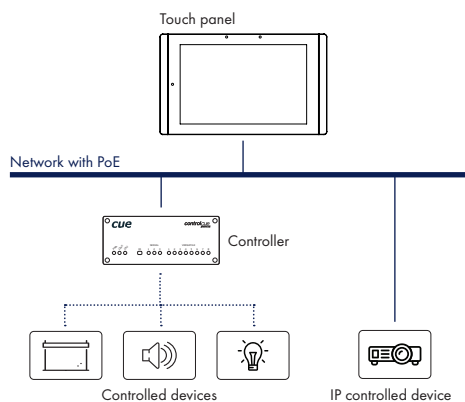 Touch panel
Network with PoE
cue
controlcue
Controller
Controlled devices
IP controlled device